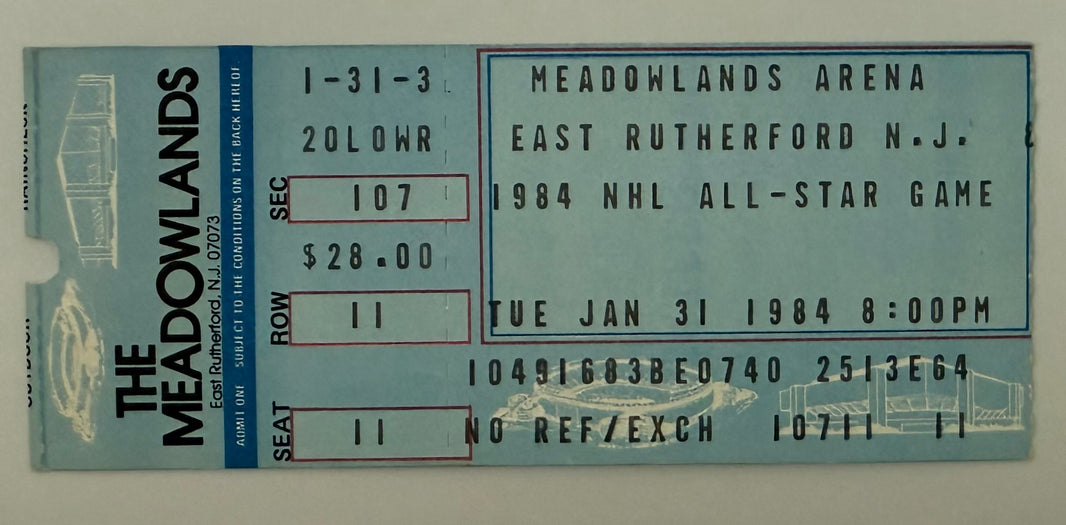 THE
MEADOWLANDS
East Rutherford, N.J. 07073
ADMIT ONE SUBJECT TO THE CONDITIONS ON THE BACK HEREOF
1-31-3
20LOWR
SEC 107
$28.00
ROW 11
SEAT 11
MEADOWLANDS ARENA
EAST RUTHERFORD N.J.
1984 NHL ALL-STAR GAME
TUE JAN 31 1984 8:00PM
10491683BE0740 2513E64
NO REF/EXCH 10711 11